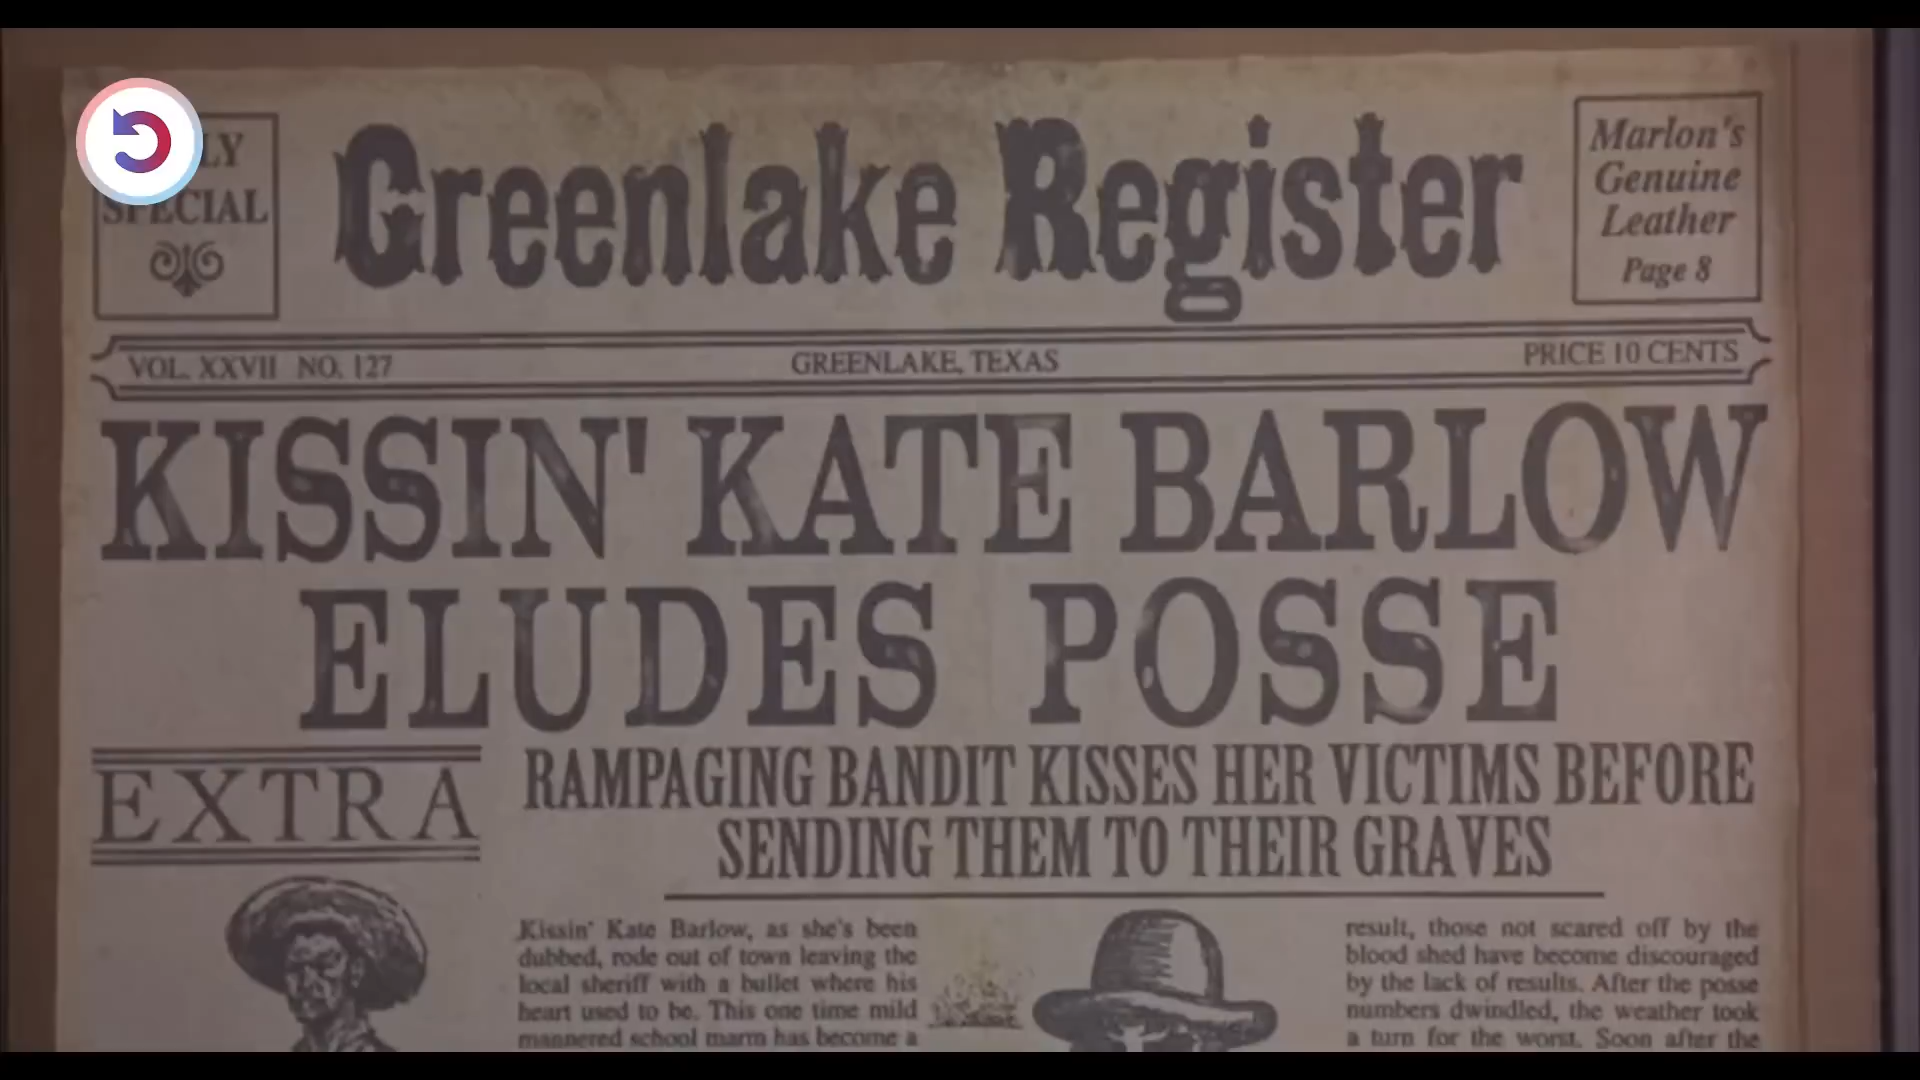 LY
SPECIAL
Greenlake Register
Marlon's
Genuine
Leather
Page 8
VOL. XXVII NO. 127
GREENLAKE, TEXAS
PRICE 10 CENTS
KISSIN' KATE BARLOW
ELUDES POSSE
EXTRA
RAMPAGING BANDIT KISSES HER VICTIMS BEFORE
SENDING THEM TO THEIR GRAVES
Kissin' Kate Barlow, as she's been
dubbed, rode out of town leaving the
local sheriff with a bullet where his
heart used to be. This one time mild
mannered school marm has become a
result, those not scared off by the
blood shed have become discouraged
by the lack of results. After the posse
numbers dwindled, the weather took
a turn for the worst. Soon after the